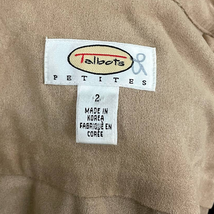 Talbots
PETITES
2
MADE IN
KOREA
FABRIQUÉ EN
CORÉE